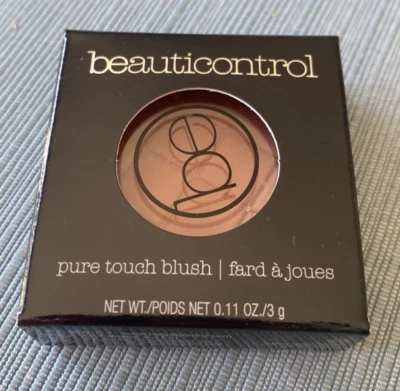 beauticontrol
pure touch blush | fard à joues
NET WT./POIDS NET 0.11 OZ./3 g